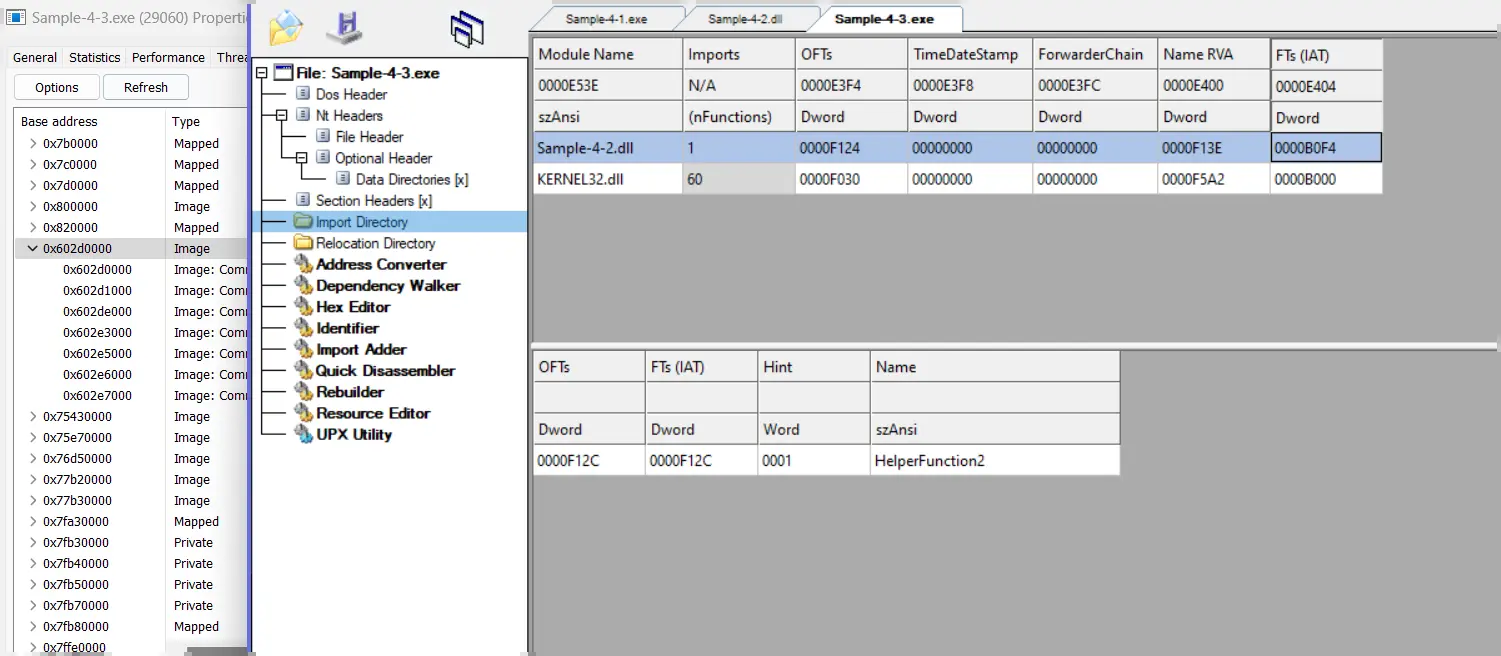 Sample-4-3.exe (29060) Properti
General Statistics Performance Threa
Options Refresh
Base address Type
0x7b0000 Mapped
0x7c0000 Mapped
0x7d0000 Mapped
0x800000 Image
0x820000 Mapped
0x602d0000 Image
0x602d0000 Image: Com
0x602d1000 Image: Com
0x602de000 Image: Com
0x602e3000 Image: Com
0x602e5000 Image: Com
0x602e6000 Image: Com
0x602e7000 Image: Com
0x75430000 Image
0x75e70000 Image
0x76d50000 Image
0x77b20000 Image
0x77b30000 Image
0x7fa30000 Mapped
0x7fb30000 Private
0x7fb40000 Private
0x7fb50000 Private
0x7fb70000 Private
0x7fb80000 Mapped
0x7ffe0000
File: Sample-4-3.exe
Dos Header
Nt Headers
File Header
Optional Header
Data Directories [x]
Section Headers [x]
Import Directory
Relocation Directory
Address Converter
Dependency Walker
Hex Editor
Identifier
Import Adder
Quick Disassembler
Rebuilder
Resource Editor
UPX Utility
Sample-4-1.exe Sample-4-2.dll Sample-4-3.exe
Module Name Imports OFTs TimeDateStamp ForwarderChain Name RVA FTs (IAT)
0000E53E N/A 0000E3F4 0000E3F8 0000E3FC 0000E400 0000E404
szAnsi (nFunctions) Dword Dword Dword Dword Dword
Sample-4-2.dll 1 0000F124 00000000 00000000 0000F13E 0000B0F4
KERNEL32.dll 60 0000F030 00000000 00000000 0000F5A2 0000B000
OFTs FTs (IAT) Hint Name
Dword Dword Word szAnsi
0000F12C 0000F12C 0001 HelperFunction2